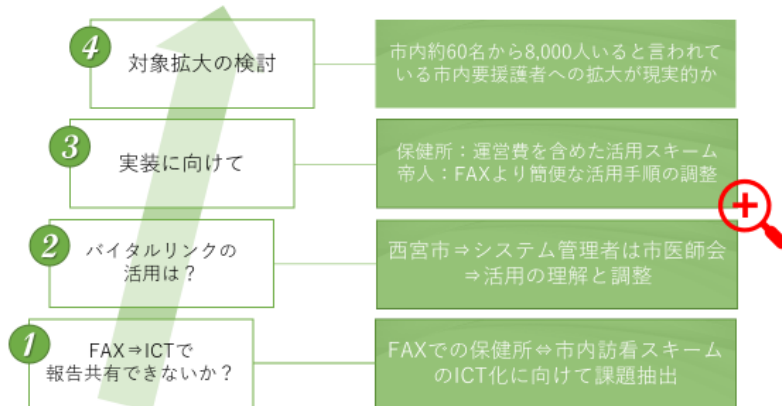 4
対象拡大の検討
市内約60名から8,000人いると言われて
いる市内要援護者への拡大が現実的か
3
実装に向けて
保健所：運営費を含めた活用スキーム
帝人：FAXより簡便な活用手順の調整
2
バイタルリンクの
活用は？
西宮市⇒システム管理者は市医師会
⇒活用の理解と調整
1
FAX⇒ICTで
報告共有できないか？
FAXでの保健所⇔市内訪看スキーム
のICT化に向けて課題抽出